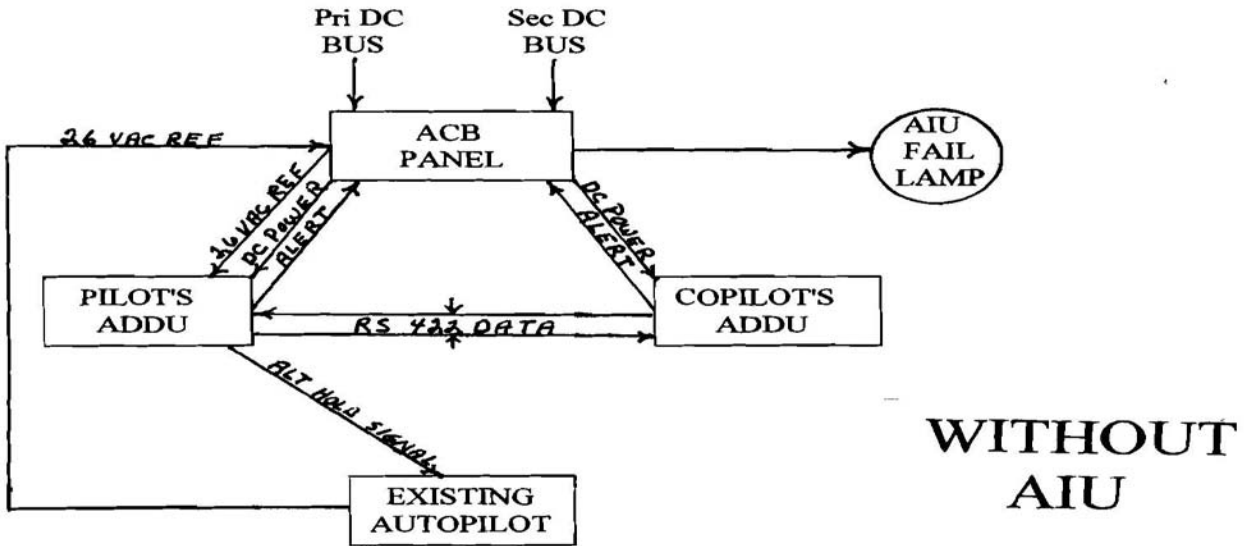 Pri DC
BUS
Sec DC
BUS
26 VAC REF
ACB
PANEL
AIU
FAIL
LAMP
26 VAC REF
DC POWER
ALERT
DC POWER
ALERT
PILOT'S
ADDU
RS 422 DATA
COPILOT'S
ADDU
ALT HOLD SIGNAL
WITHOUT
AIU
EXISTING
AUTOPILOT